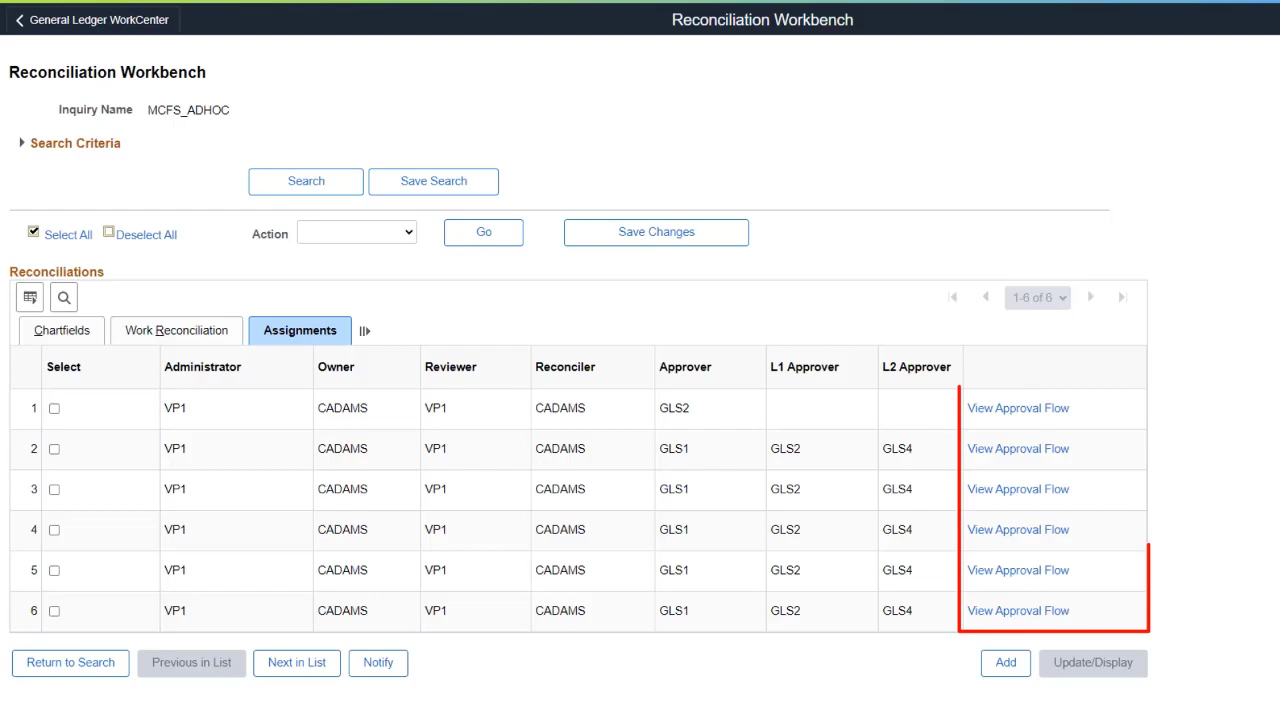 General Ledger WorkCenter
Reconciliation Workbench
Reconciliation Workbench
Inquiry Name MCFS_ADHOC
Search Criteria
Search Save Search
Select All Deselect All Action Go Save Changes
Reconciliations
1-6 of 6
Chartfields Work Reconciliation Assignments
Select Administrator Owner Reviewer Reconciler Approver L1 Approver L2 Approver
1 VP1 CADAMS VP1 CADAMS GLS2 View Approval Flow
2 VP1 CADAMS VP1 CADAMS GLS1 GLS2 GLS4 View Approval Flow
3 VP1 CADAMS VP1 CADAMS GLS1 GLS2 GLS4 View Approval Flow
4 VP1 CADAMS VP1 CADAMS GLS1 GLS2 GLS4 View Approval Flow
5 VP1 CADAMS VP1 CADAMS GLS1 GLS2 GLS4 View Approval Flow
6 VP1 CADAMS VP1 CADAMS GLS1 GLS2 GLS4 View Approval Flow
Return to Search Previous in List Next in List Notify Add Update/Display